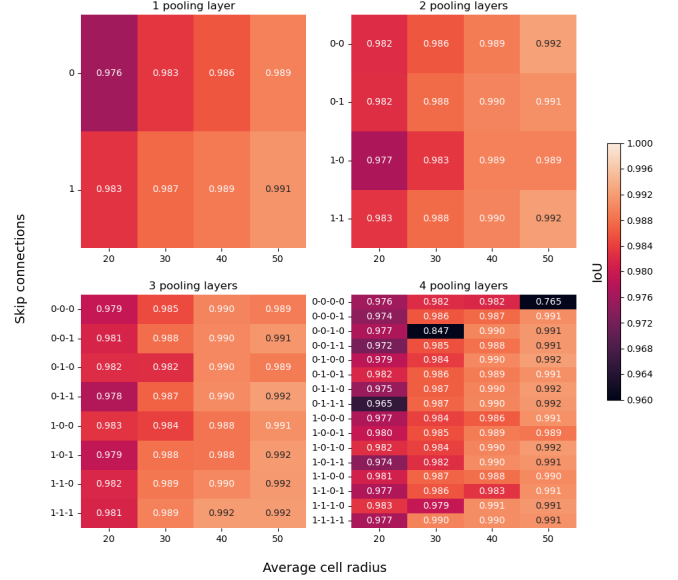 1 pooling layer
0 0.976 0.983 0.986 0.989
1 0.983 0.987 0.989 0.991
20 30 40 50
2 pooling layers
0-0 0.982 0.986 0.989 0.992
0-1 0.982 0.988 0.990 0.991
1-0 0.977 0.983 0.989 0.989
1-1 0.983 0.988 0.990 0.992
20 30 40 50
3 pooling layers
0-0-0 0.979 0.985 0.990 0.989
0-0-1 0.981 0.988 0.990 0.991
0-1-0 0.982 0.982 0.990 0.989
0-1-1 0.978 0.987 0.990 0.992
1-0-0 0.983 0.984 0.988 0.991
1-0-1 0.979 0.988 0.988 0.992
1-1-0 0.982 0.989 0.990 0.992
1-1-1 0.981 0.989 0.992 0.992
20 30 40 50
4 pooling layers
0-0-0-0 0.976 0.982 0.982 0.765
0-0-0-1 0.974 0.986 0.987 0.991
0-0-1-0 0.977 0.847 0.990 0.992
0-0-1-1 0.972 0.985 0.988 0.991
0-1-0-0 0.979 0.984 0.990 0.992
0-1-0-1 0.982 0.986 0.989 0.991
0-1-1-0 0.975 0.987 0.990 0.992
0-1-1-1 0.965 0.987 0.990 0.992
1-0-0-0 0.977 0.984 0.986 0.991
1-0-0-1 0.980 0.985 0.989 0.989
1-0-1-0 0.982 0.984 0.990 0.992
1-0-1-1 0.974 0.982 0.990 0.991
1-1-0-0 0.981 0.987 0.988 0.990
1-1-0-1 0.977 0.986 0.983 0.991
1-1-1-0 0.983 0.979 0.991 0.991
1-1-1-1 0.977 0.990 0.990 0.991
20 30 40 50
Skip connections
Average cell radius
1.000
0.996
0.992
0.988
0.984
0.980
0.976
0.972
0.968
0.964
0.960
IoU